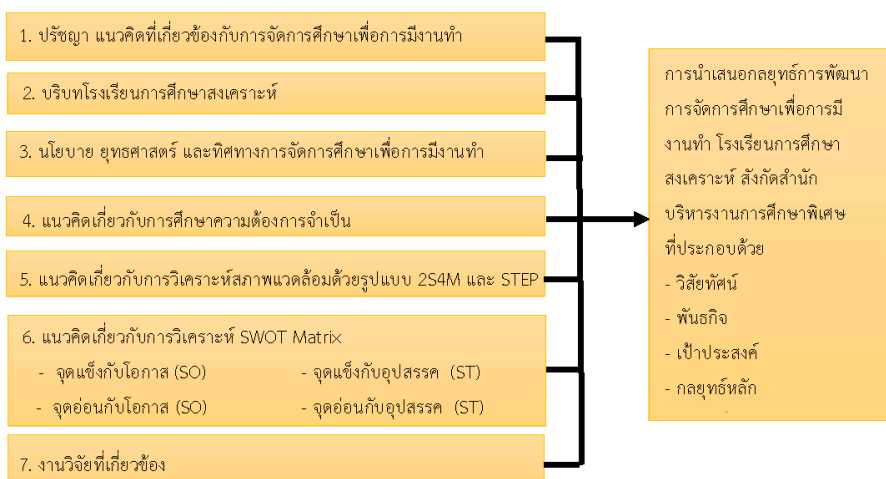 1. ปรัชญา แนวคิดที่เกี่ยวข้องกับการจัดการศึกษาเพื่อการมีงานทำ
2. บริบทโรงเรียนการศึกษาสงเคราะห์
3. นโยบาย ยุทธศาสตร์ และทิศทางการจัดการศึกษาเพื่อการมีงานทำ
4. แนวคิดเกี่ยวกับการศึกษาความต้องการจำเป็น
5. แนวคิดเกี่ยวกับการวิเคราะห์สภาพแวดล้อมด้วยรูปแบบ 2S4M และ STEP
6. แนวคิดเกี่ยวกับการวิเคราะห์ SWOT Matrix
- จุดแข็งกับโอกาส (SO) - จุดแข็งกับอุปสรรค (ST)
- จุดอ่อนกับโอกาส (SO) - จุดอ่อนกับอุปสรรค (ST)
7. งานวิจัยที่เกี่ยวข้อง
การนำเสนอกลยุทธ์การพัฒนา
การจัดการศึกษาเพื่อการมี
งานทำ โรงเรียนการศึกษา
สงเคราะห์ สังกัดสำนัก
บริหารงานการศึกษาพิเศษ
ที่ประกอบด้วย
- วิสัยทัศน์
- พันธกิจ
- เป้าประสงค์
- กลยุทธ์หลัก